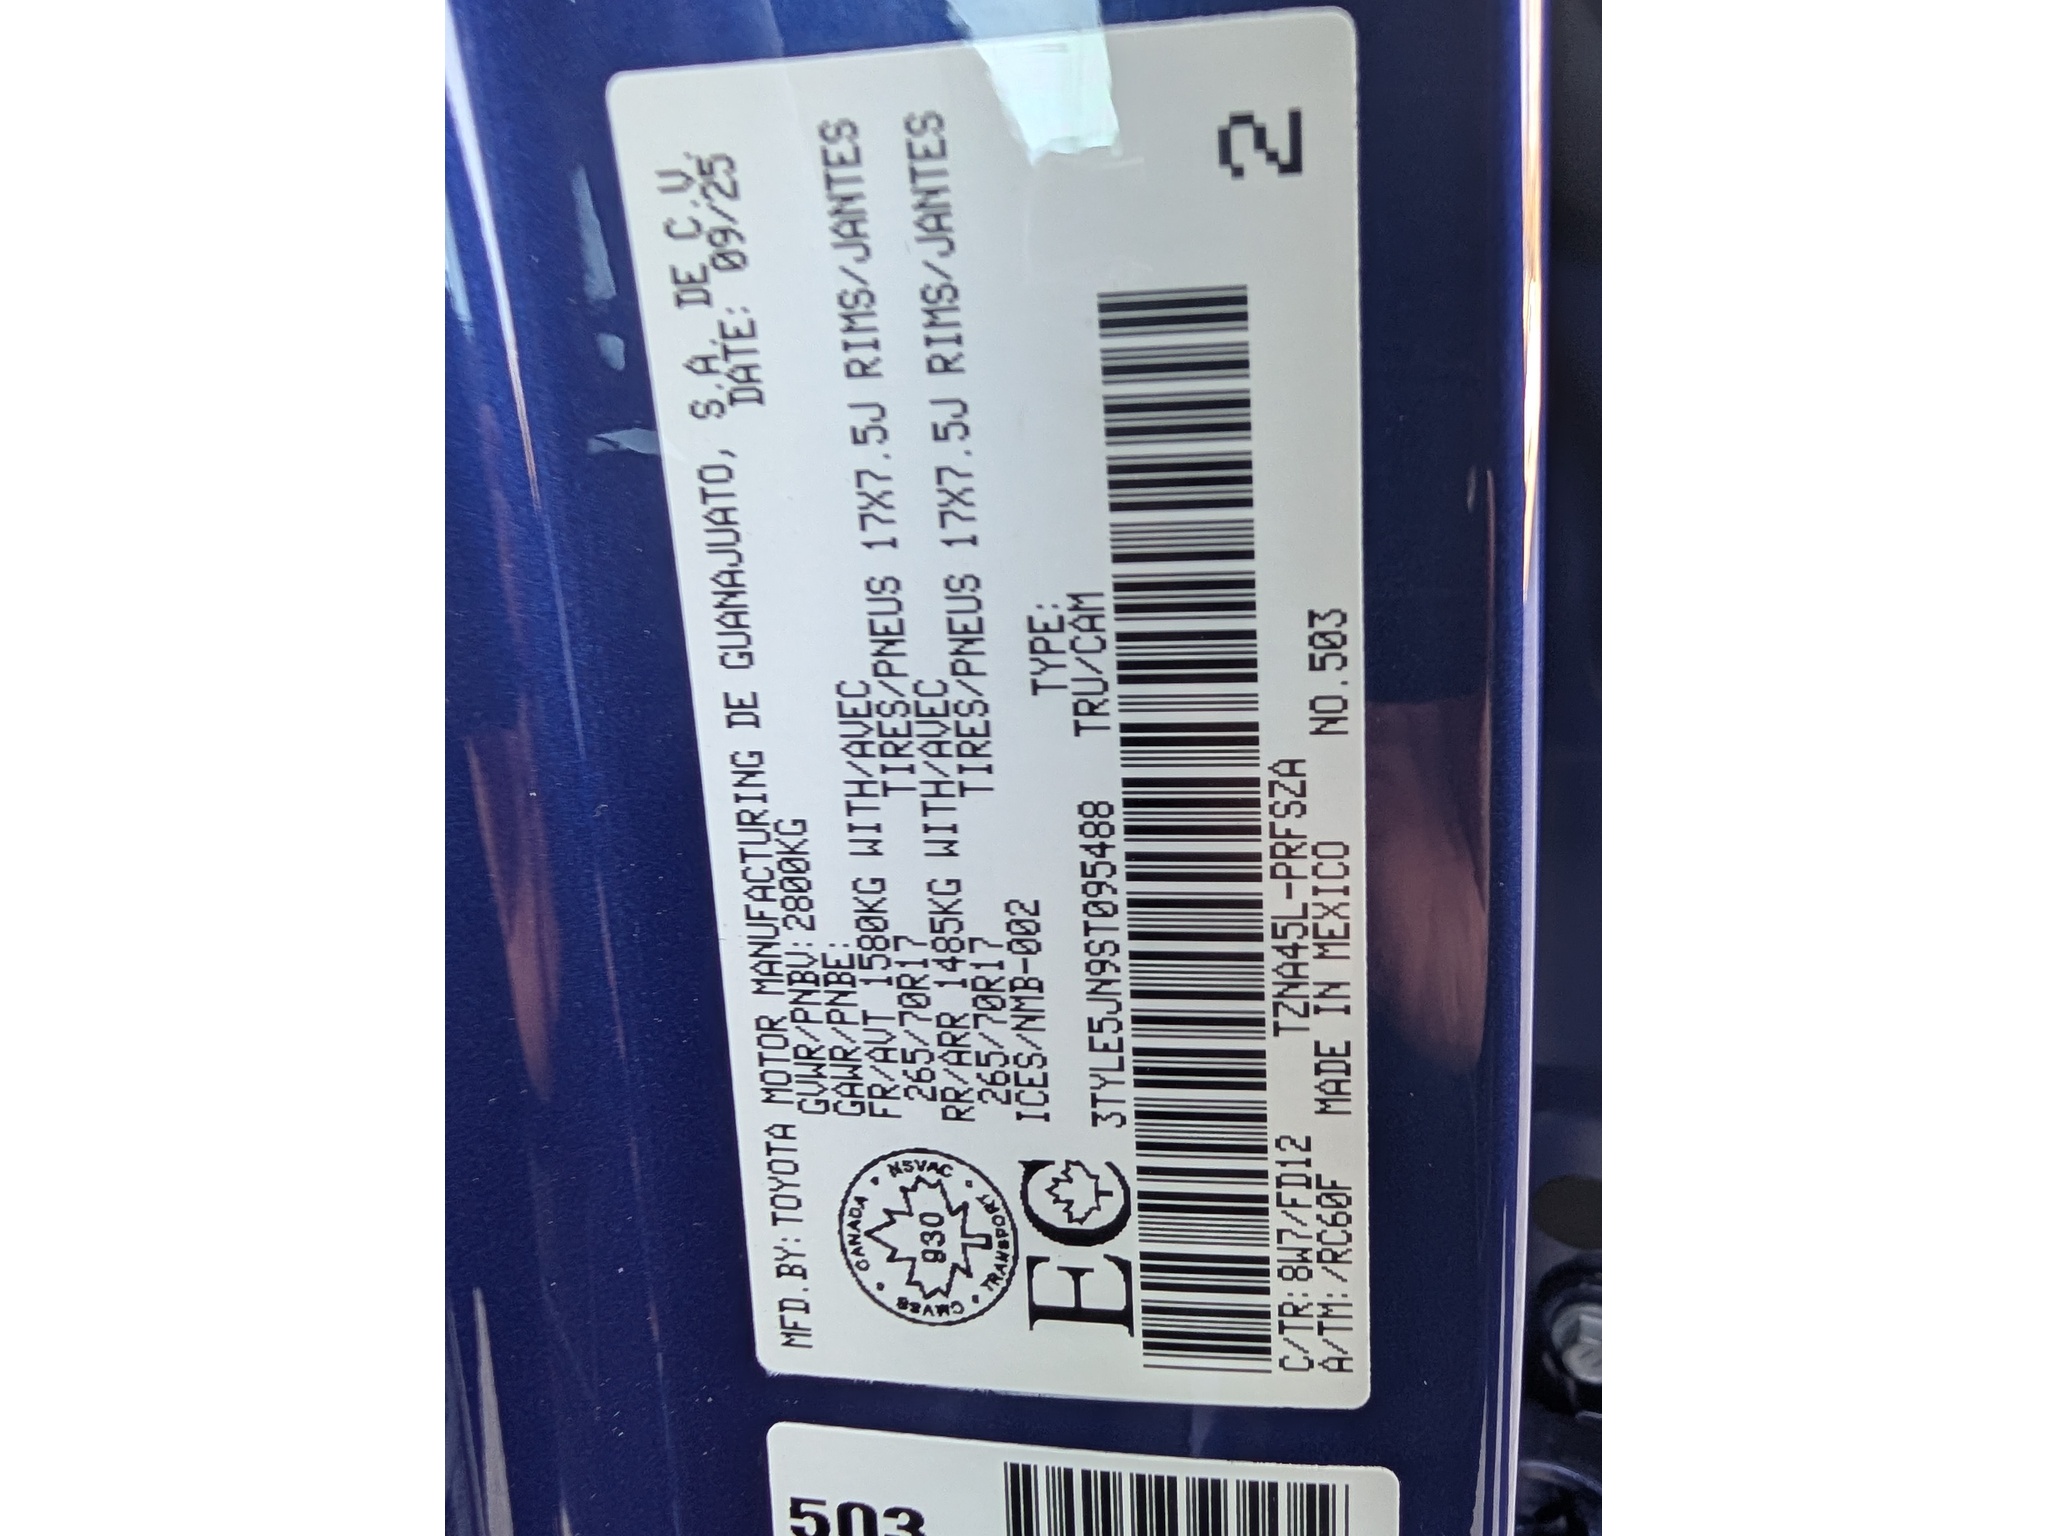 MFD.BY:TOYOTA MOTOR MANUFACTURING DE GUANAJUATO, S.A. DE C.V.
GVWR/PNBV:2800KG DATE: 09/25
GAWR/PNBE:
FR/AVT 1580KG WITH/AVEC
265/70R17 TIRES/PNEUS 17X7.5J RIMS/JANTES
RR/ARR 1485KG WITH/AVEC
265/70R17 TIRES/PNEUS 17X7.5J RIMS/JANTES
ICES/NMB-002 TYPE:
3TYLE5JN9ST095488 TRU/CAM
CANADA • NSVAC • TRANSPORT • CMVSS
930
T
EC
C/TR:8W7/FD12 TZNA45L-PRFSZA
A/TM:/RC60F MADE IN MEXICO NO.503
2
503